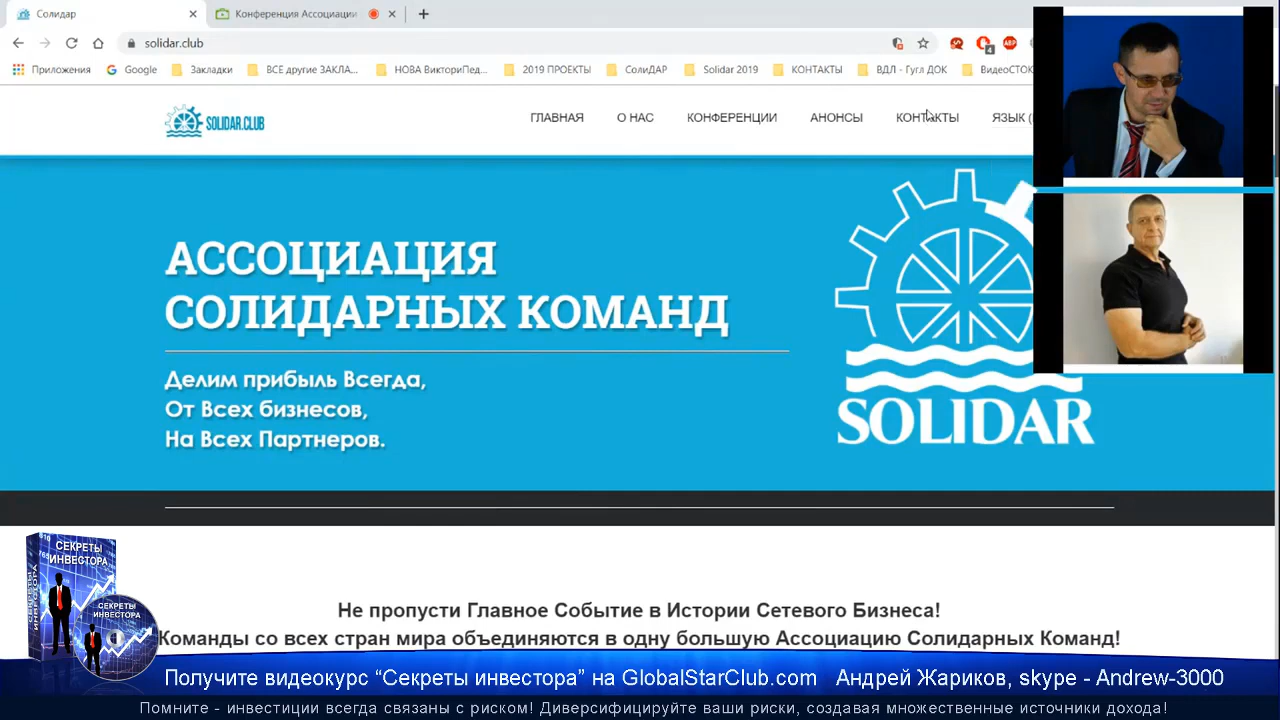 Солидар
Конференция Ассоциации
solidar.club
Приложения
Google
Закладки
ВСЕ другие ЗАКЛА...
НОВА ВикториПед...
2019 ПРОЕКТЫ
СолиДАР
Solidar 2019
КОНТАКТЫ
ВДЛ - Гугл ДОК
ВидеоСТОК
SOLIDAR.CLUB
ГЛАВНАЯ
О НАС
КОНФЕРЕНЦИИ
АНОНСЫ
КОНТАКТЫ
ЯЗЫК (
АССОЦИАЦИЯ
СОЛИДАРНЫХ КОМАНД
Делим прибыль Всегда,
От Всех бизнесов,
На Всех Партнеров.
SOLIDAR
Не пропусти Главное Событие в Истории Сетевого Бизнеса!
Команды со всех стран мира объединяются в одну большую Ассоциацию Солидарных Команд!
СЕКРЕТЫ
ИНВЕСТОРА
СЕКРЕТЫ
ИНВЕСТОРА
Получите видеокурс “Секреты инвестора” на GlobalStarClub.com Андрей Жариков, skype - Andrew-3000
Помните - инвестиции всегда связаны с риском! Диверсифицируйте ваши риски, создавая множественные источники дохода!